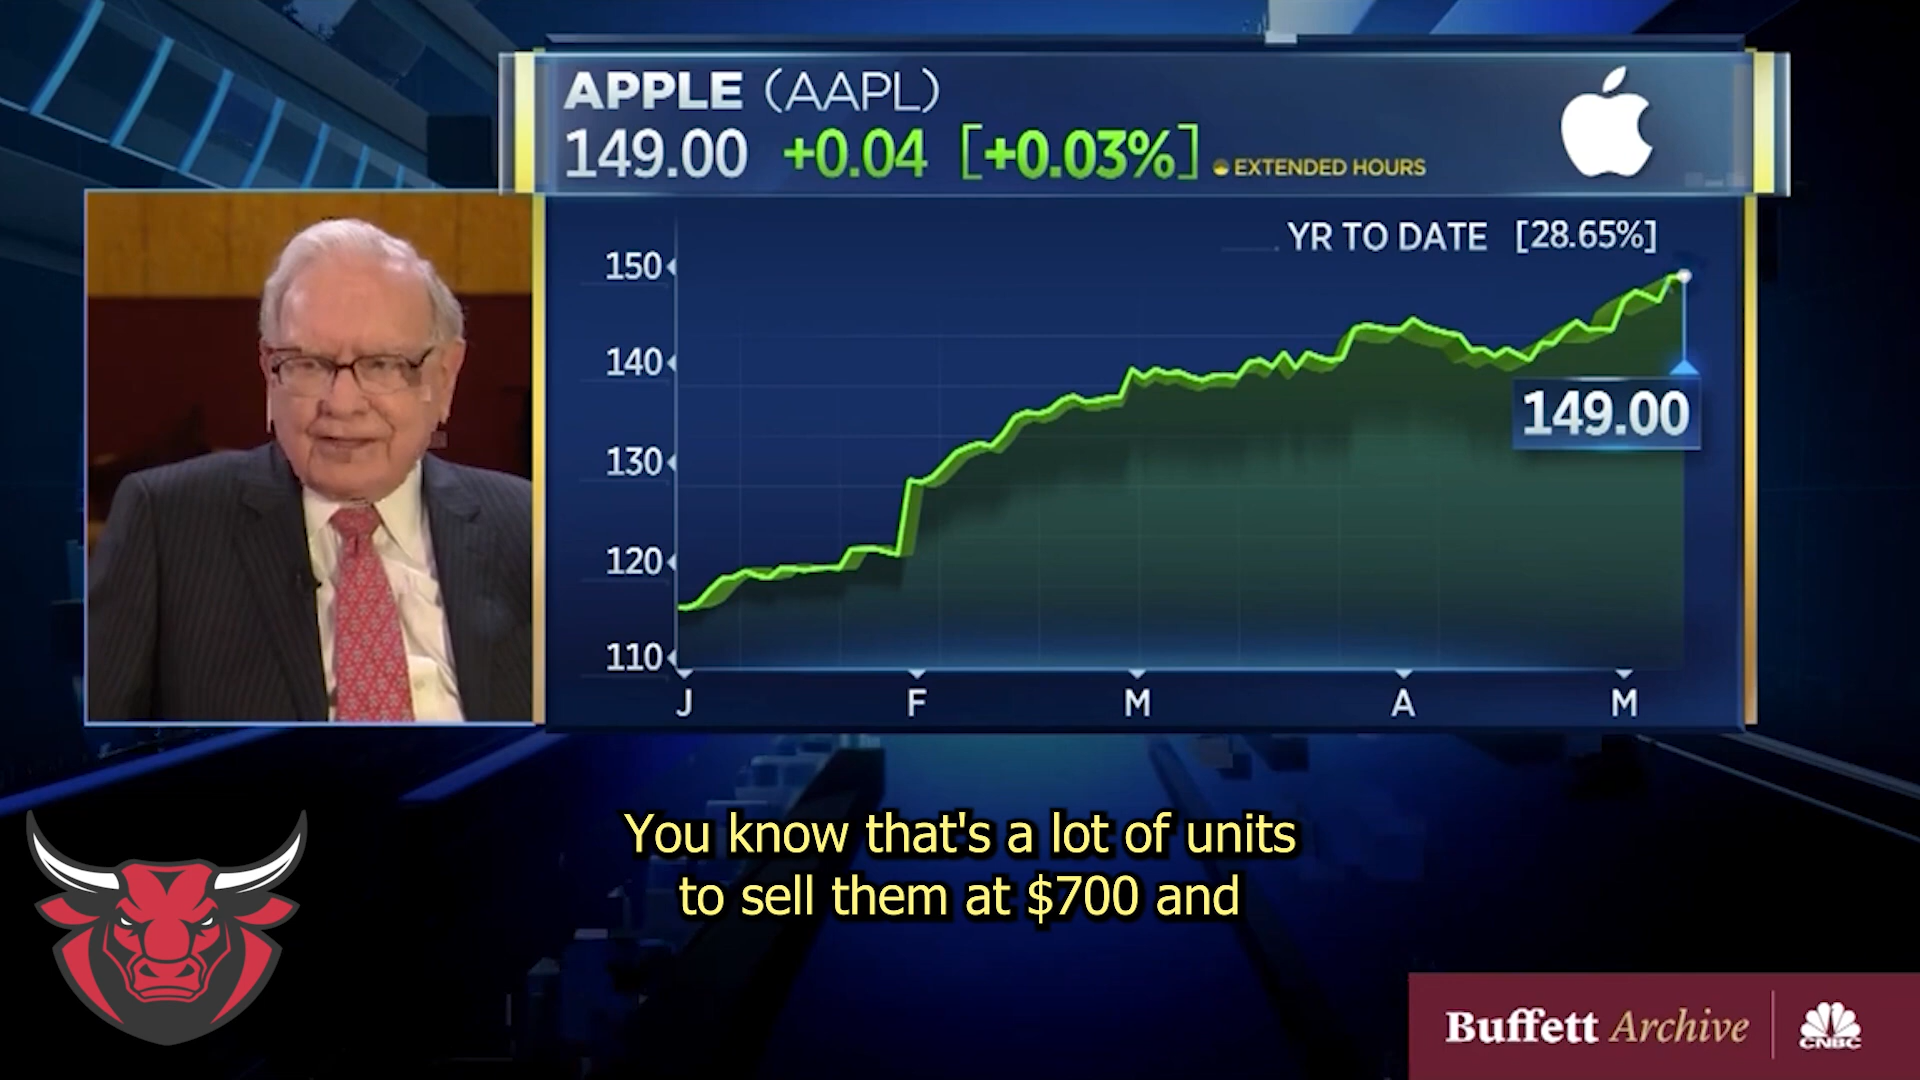 APPLE (AAPL)
149.00 +0.04 [+0.03%] EXTENDED HOURS
YR TO DATE [28.65%]
150
140
130
120
110
149.00
J F M A M
You know that's a lot of units
to sell them at $700 and
Buffett Archive
CNBC